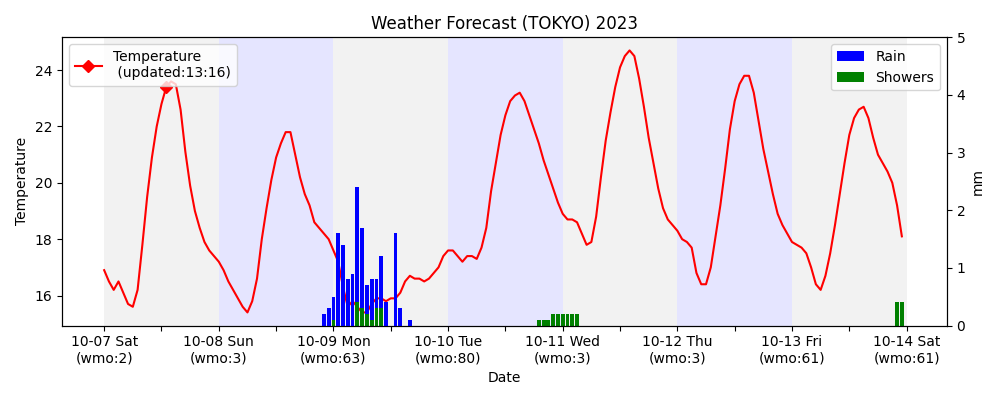 Weather Forecast (TOKYO) 2023
Temperature
(updated:13:16)
Rain
Showers
Temperature
24
22
20
18
16
5
4
3
2
1
0
mm
10-07 Sat
(wmo:2)
10-08 Sun
(wmo:3)
10-09 Mon
(wmo:63)
10-10 Tue
(wmo:80)
10-11 Wed
(wmo:3)
10-12 Thu
(wmo:3)
10-13 Fri
(wmo:61)
10-14 Sat
(wmo:61)
Date